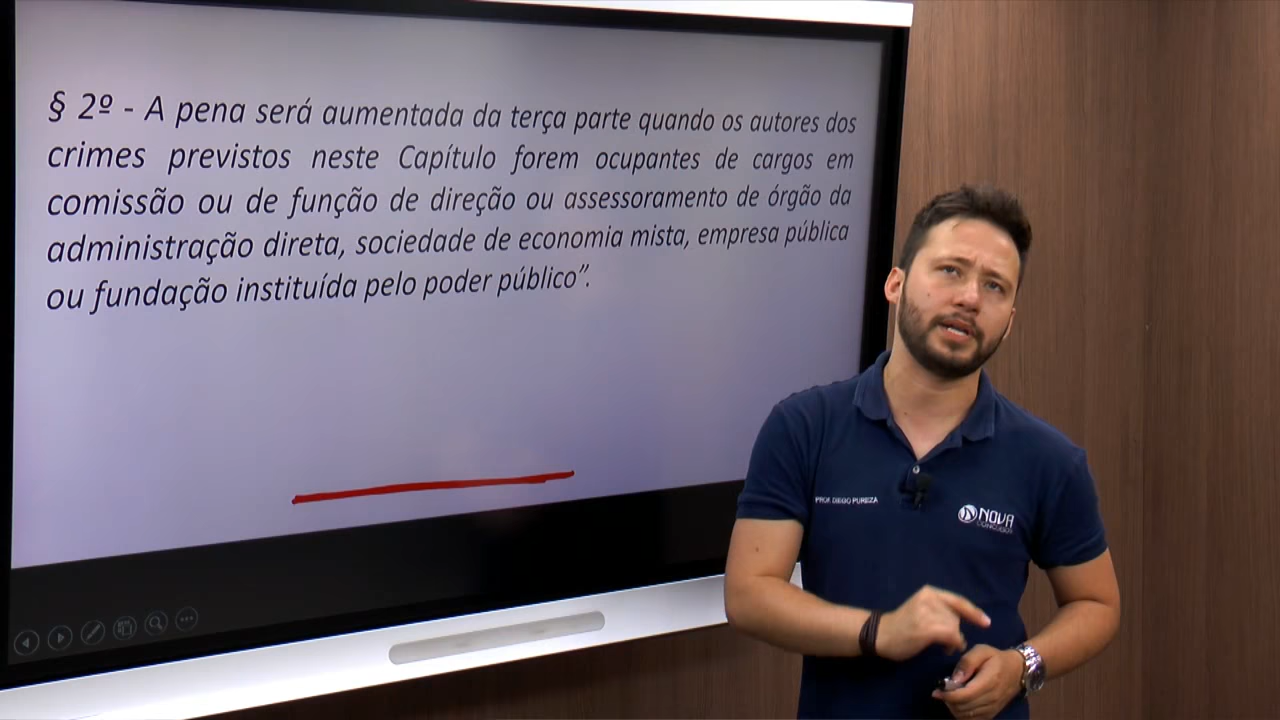 § 2º - A pena será aumentada da terça parte quando os autores dos
crimes previstos neste Capítulo forem ocupantes de cargos em
comissão ou de função de direção ou assessoramento de órgão da
administração direta, sociedade de economia mista, empresa pública
ou fundação instituída pelo poder público”.
PROF. DIEGO PUREZA
NOVA
CONCURSOS